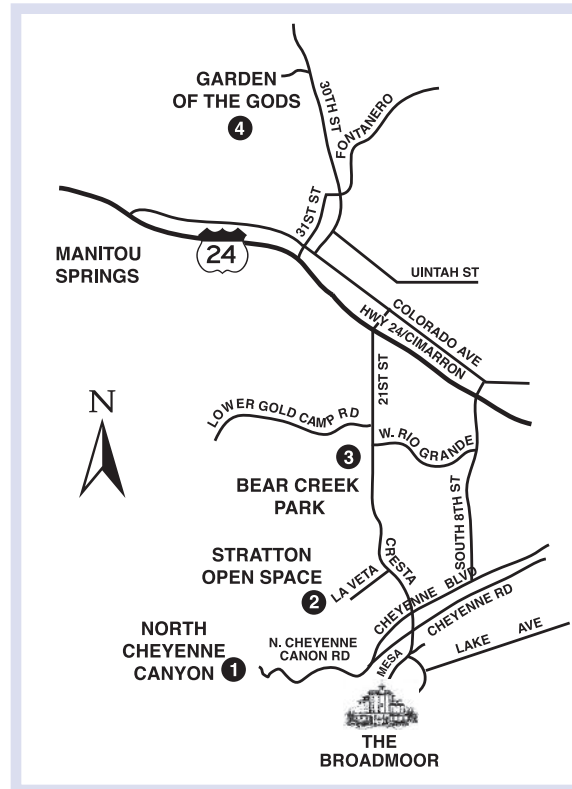 GARDEN
OF THE GODS
4
30TH ST
FONTANERO
31ST ST
24
MANITOU
SPRINGS
UINTAH ST
COLORADO AVE
HWY 24/CIMARRON
N
21ST ST
LOWER GOLD CAMP RD
W. RIO GRANDE
3
BEAR CREEK
PARK
SOUTH 8TH ST
STRATTON
OPEN SPACE
2
LA VETA
CRESTA
CHEYENNE BLVD
CHEYENNE RD
NORTH
CHEYENNE
CANYON
1
N. CHEYENNE
CANON RD
MESA
LAKE AVE
THE
BROADMOOR